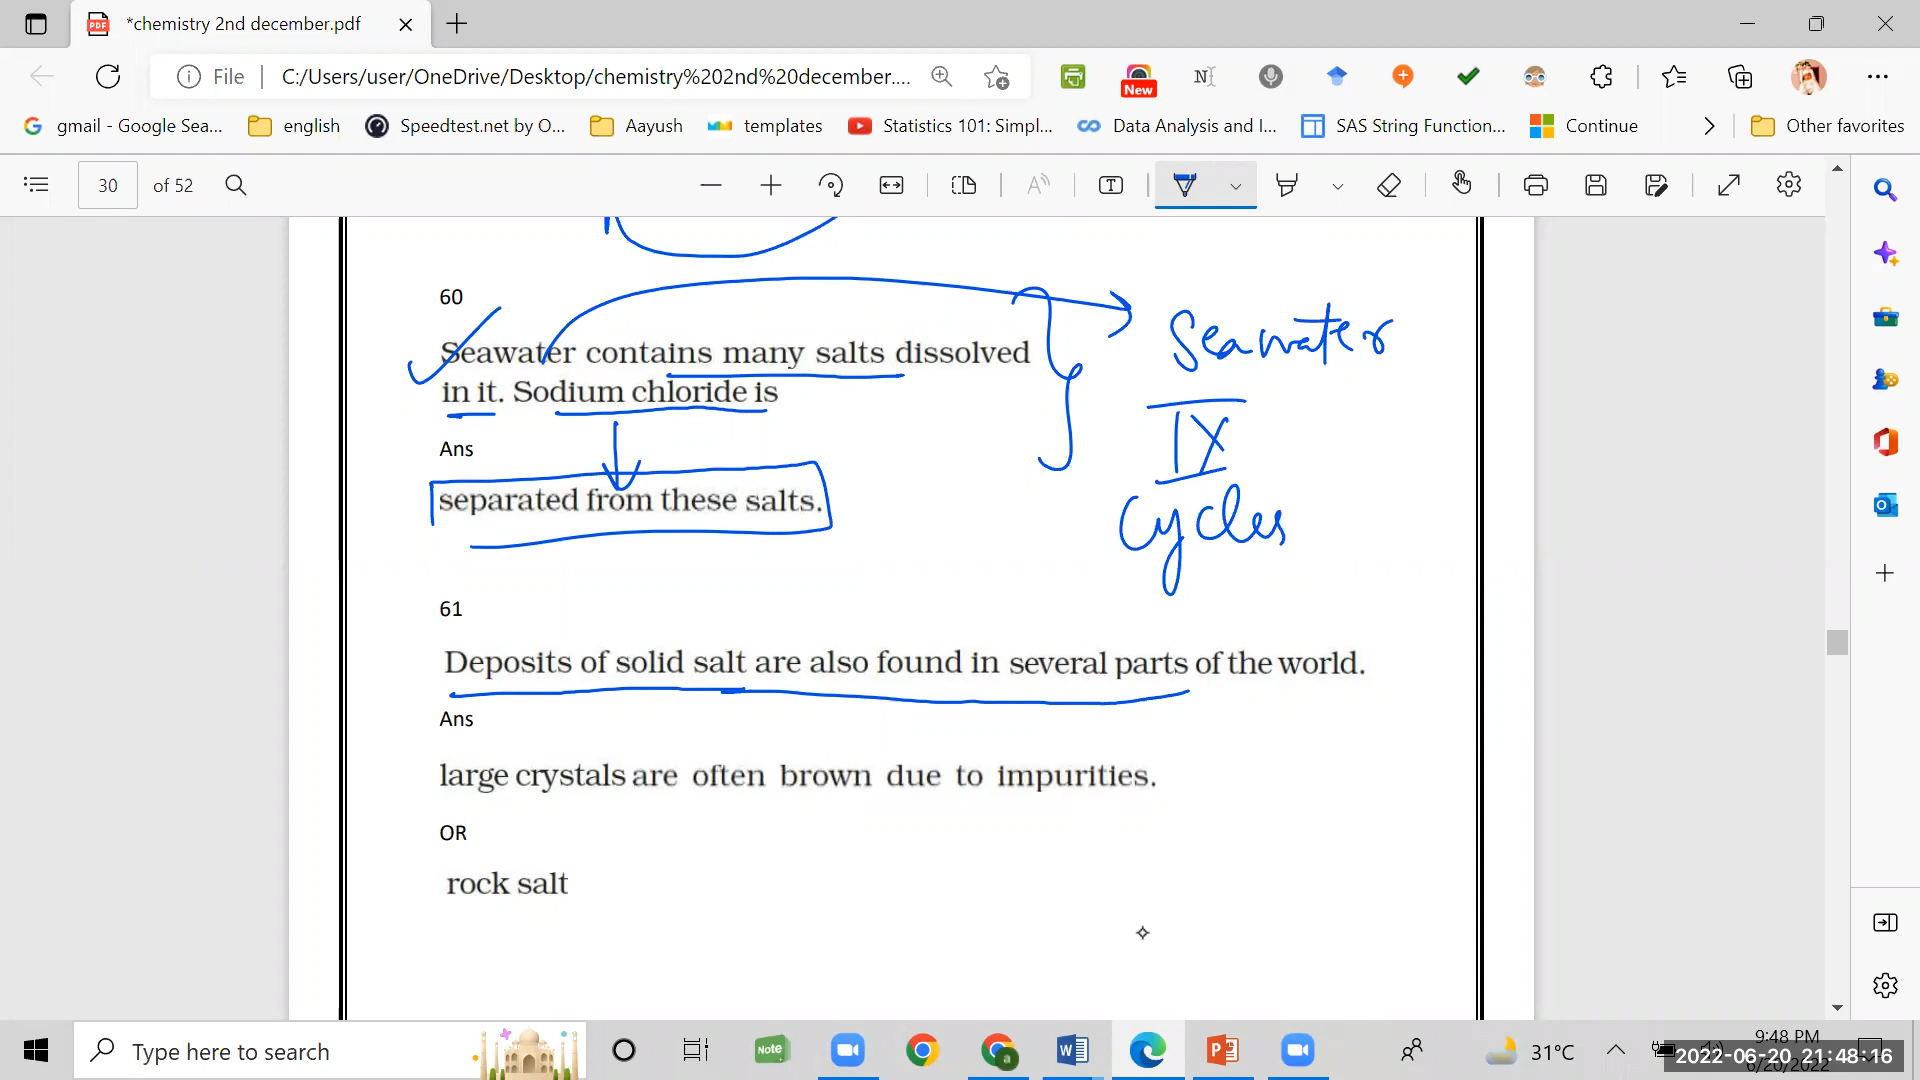 *chemistry 2nd december.pdf
File
C:/Users/user/OneDrive/Desktop/chemistry%202nd%20december....
New
gmail - Google Sea...
english
Speedtest.net by O...
Aayush
templates
Statistics 101: Simpl...
Data Analysis and I...
SAS String Function...
Continue
Other favorites
30 of 52
60
Seawater contains many salts dissolved
in it. Sodium chloride is
Seawater
IX
Cycles
Ans
separated from these salts.
61
Deposits of solid salt are also found in several parts of the world.
Ans
large crystals are often brown due to impurities.
OR
rock salt
Type here to search
Note
31°C
9:48 PM
2022-06-20 21:48:16